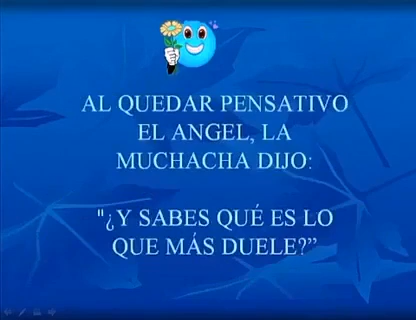 AL QUEDAR PENSATIVO
EL ANGEL, LA
MUCHACHA DIJO:
"¿Y SABES QUÉ ES LO
QUE MÁS DUELE?”